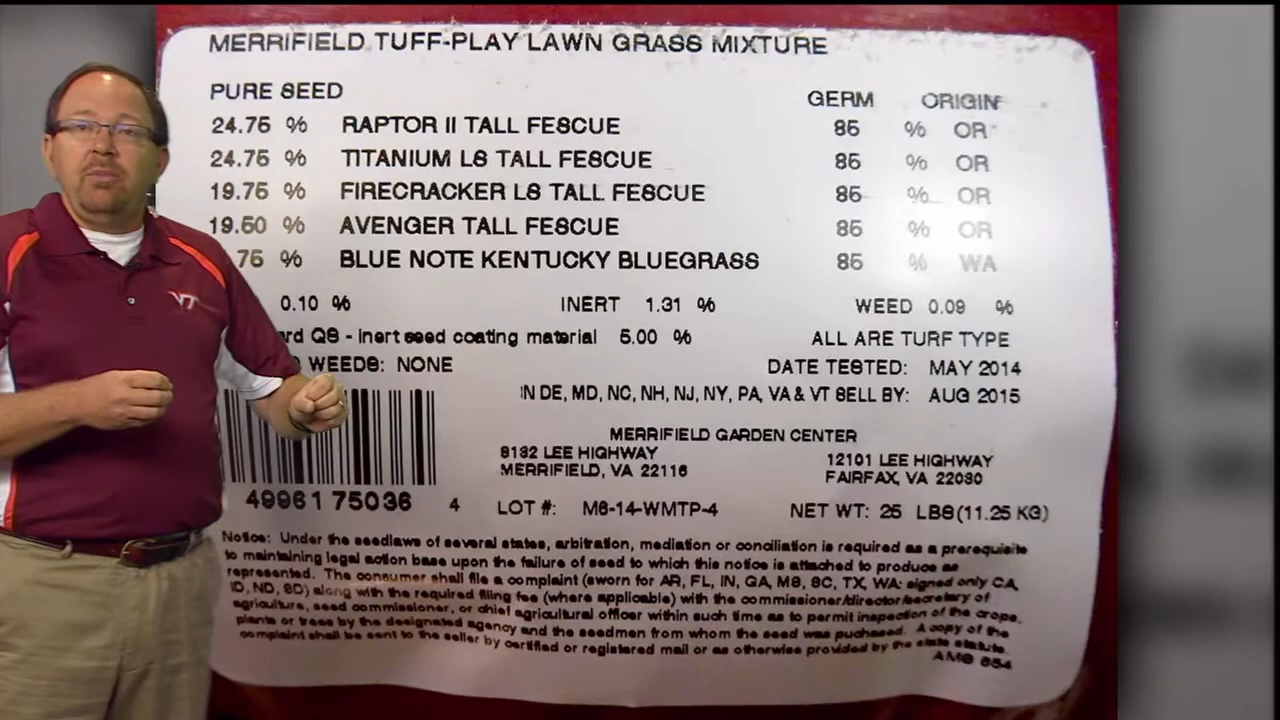 MERRIFIELD TUFF-PLAY LAWN GRASS MIXTURE
PURE SEED GERM ORIGIN
24.75 % RAPTOR II TALL FESCUE 85 % OR
24.75 % TITANIUM LS TALL FESCUE 85 % OR
19.75 % FIRECRACKER LS TALL FESCUE 85 % OR
19.50 % AVENGER TALL FESCUE 85 % OR
.75 % BLUE NOTE KENTUCKY BLUEGRASS 85 % WA
0.10 % INERT 1.31 % WEED 0.09 %
rd QS - inert seed coating material 5.00 % ALL ARE TURF TYPE
WEEDS: NONE DATE TESTED: MAY 2014
IN DE, MD, NC, NH, NJ, NY, PA, VA & VT SELL BY: AUG 2015
MERRIFIELD GARDEN CENTER
8132 LEE HIGHWAY 12101 LEE HIGHWAY
MERRIFIELD, VA 22116 FAIRFAX, VA 22030
49961 75036 4 LOT #: M6-14-WMTP-4 NET WT: 25 LBS (11.25 KG)
Notice: Under the seedlaws of several states, arbitration, mediation or conciliation is required as a prerequisite
to maintaining legal action base upon the failure of seed to which this notice is attached to produce as
represented. The consumer shall file a complaint (sworn for AR, FL, IN, GA, MS, SC, TX, WA: signed only CA,
ID, ND, SD) along with the required filing fee (where applicable) with the commissioner/director/secretary of
agriculture, seed commissioner, or chief agricultural officer within such time as to permit inspection of the crops,
plants or trees by the designated agency and the seedmen from whom the seed was puchased. A copy of the
complaint shall be sent to the seller by certified or registered mail or as otherwise provided by the state statute.
AMS 654
VT